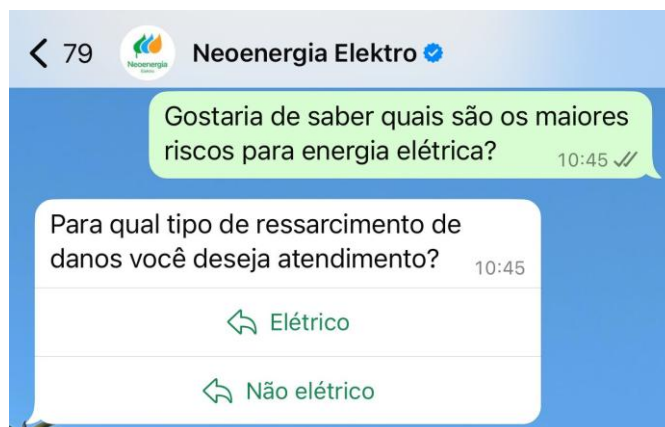 79
Neoenergia
Elektro
Neoenergia Elektro
Gostaria de saber quais são os maiores
riscos para energia elétrica?
10:45
Para qual tipo de ressarcimento de
danos você deseja atendimento?
10:45
Elétrico
Não elétrico